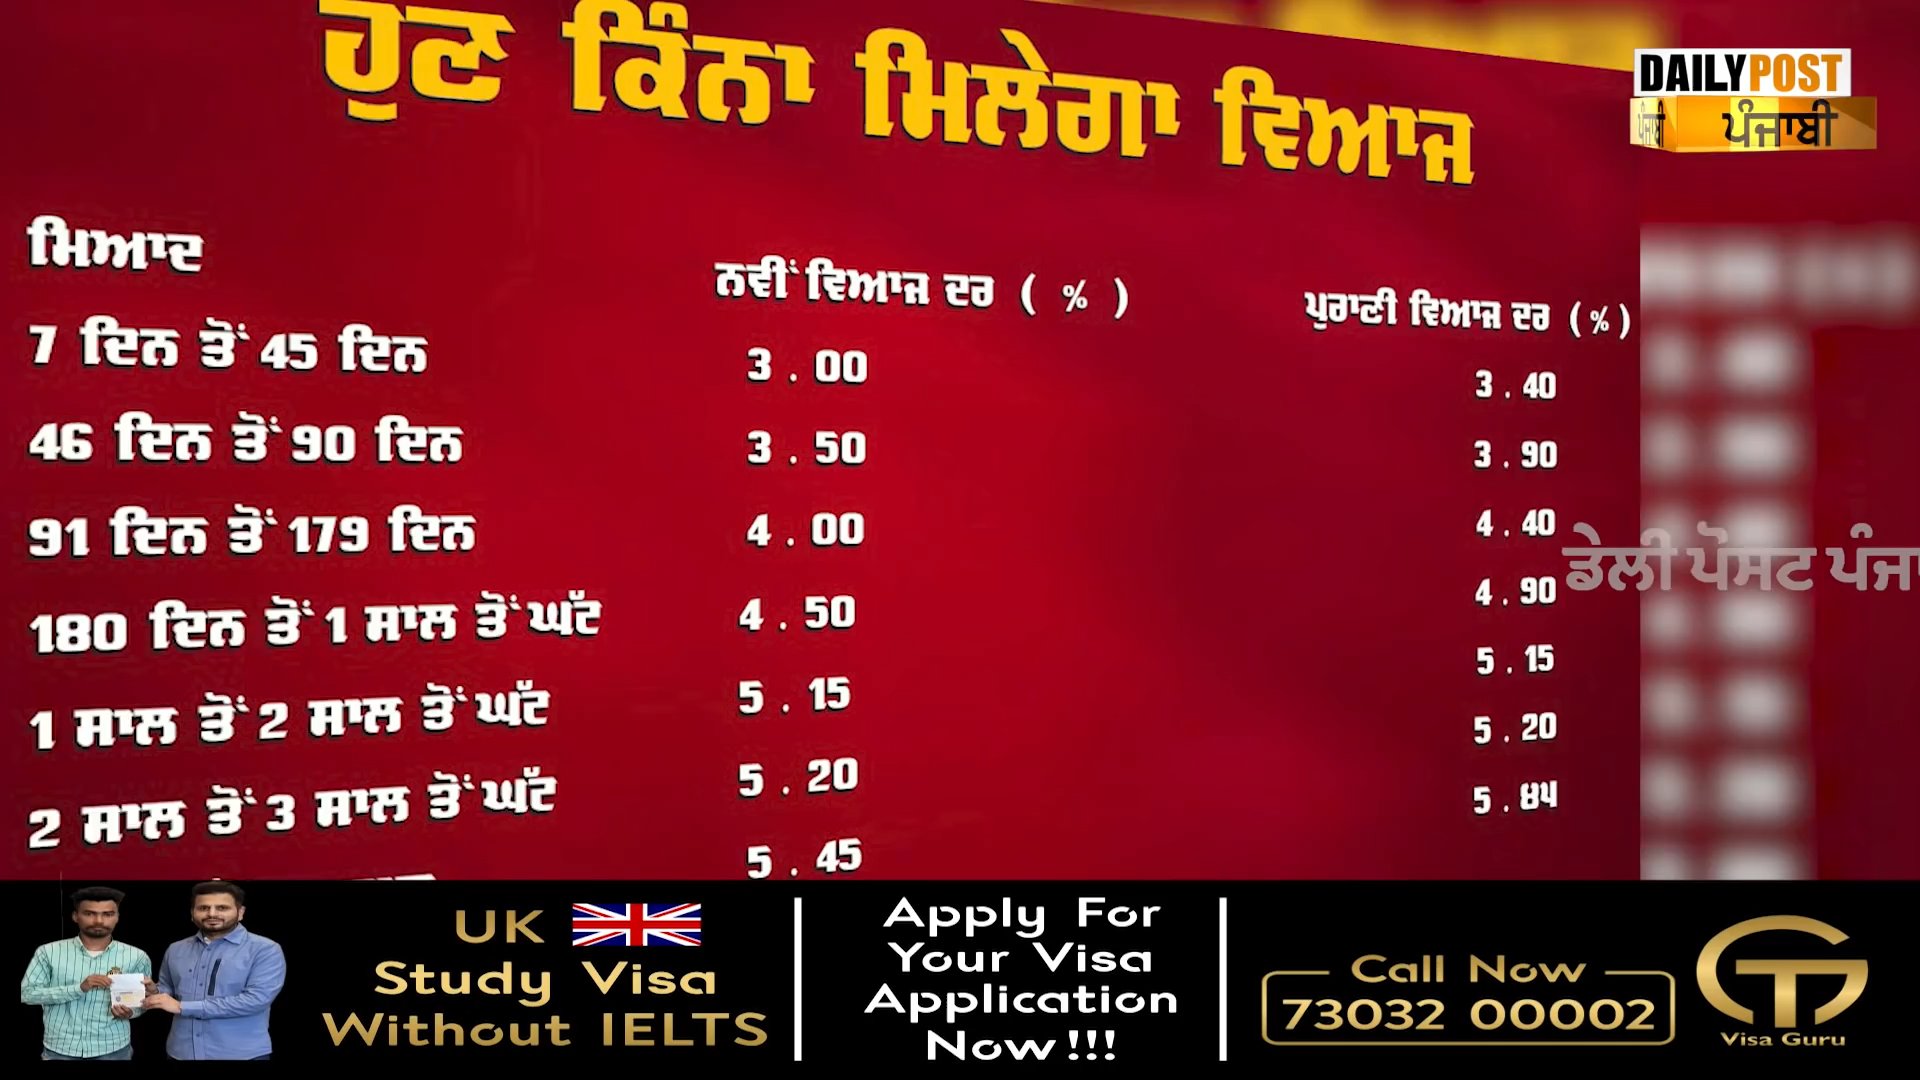 ਹੁਣ ਕਿੰਨਾ ਮਿਲੇਗਾ ਵਿਆਜ
DAILYPOST
ਪੰਜਾਬੀ ਪੰਜਾਬੀ
ਮਿਆਦ ਨਵੀਂ ਵਿਆਜ ਦਰ ( % ) ਪੁਰਾਣੀ ਵਿਆਜ ਦਰ (%)
7 ਦਿਨ ਤੋਂ 45 ਦਿਨ 3.00 3.40
46 ਦਿਨ ਤੋਂ 90 ਦਿਨ 3.50 3.90
91 ਦਿਨ ਤੋਂ 179 ਦਿਨ 4.00 4.40
180 ਦਿਨ ਤੋਂ 1 ਸਾਲ ਤੋਂ ਘੱਟ 4.50 4.90
1 ਸਾਲ ਤੋਂ 2 ਸਾਲ ਤੋਂ ਘੱਟ 5.15 5.15
2 ਸਾਲ ਤੋਂ 3 ਸਾਲ ਤੋਂ ਘੱਟ 5.20 5.20
5.45 5.੪੫
ਡੇਲੀ ਪੋਸਟ
UK
Study Visa
Without IELTS
Apply For
Your Visa
Application
Now!!!
Call Now
73032 00002
Visa Guru